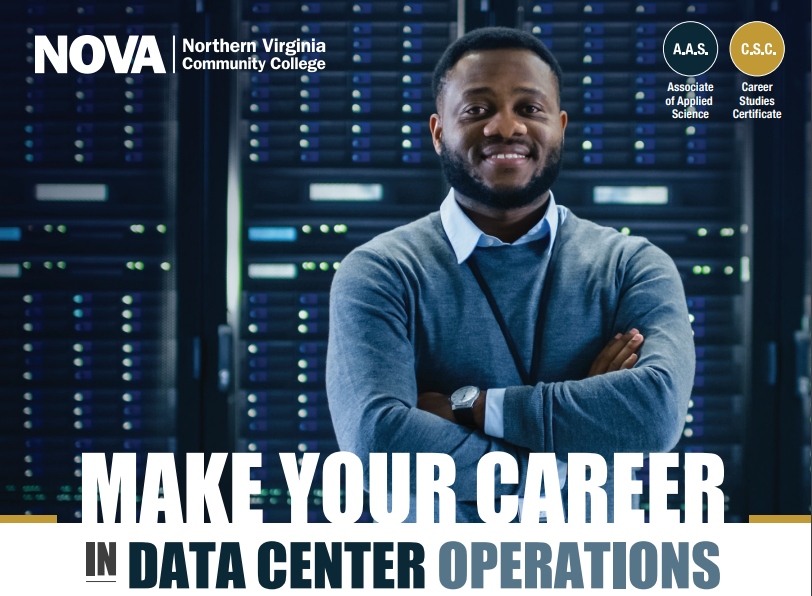 NOVA
Northern Virginia
Community College
A.A.S.
Associate
of Applied
Science
C.S.C.
Career
Studies
Certificate
MAKE YOUR CAREER
IN DATA CENTER OPERATIONS